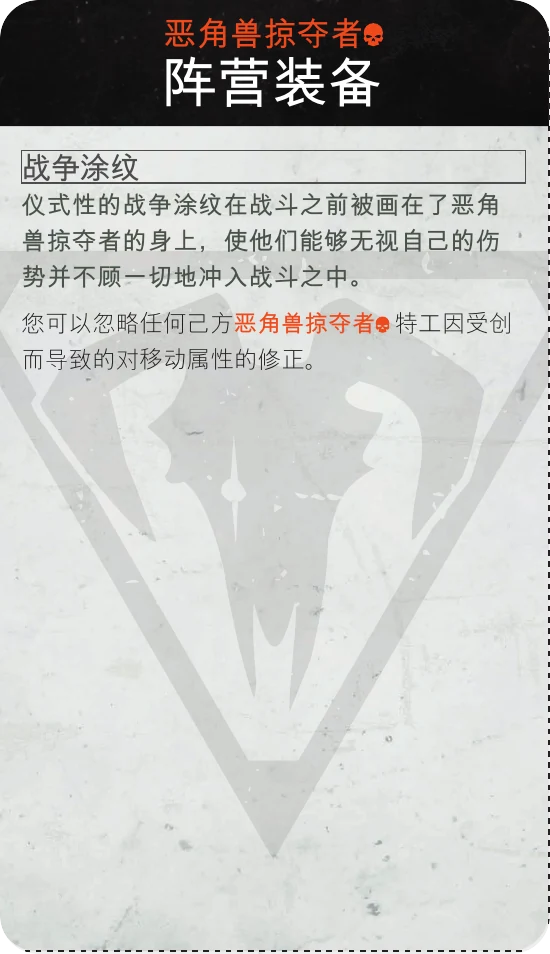 恶角兽掠夺者
阵营装备
战争涂纹
仪式性的战争涂纹在战斗之前被画在了恶角
兽掠夺者的身上，使他们能够无视自己的伤
势并不顾一切地冲入战斗之中。
您可以忽略任何己方恶角兽掠夺者 特工因受创
而导致的对移动属性的修正。